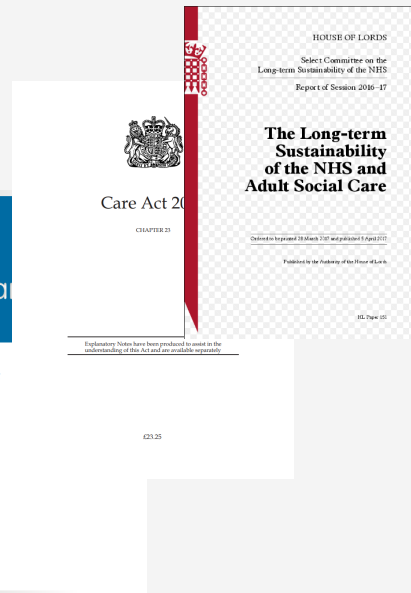 HOUSE OF LORDS
Select Committee on the
Long-term Sustainability of the NHS
Report of Session 2016–17
The Long-term
Sustainability
of the NHS and
Adult Social Care
Ordered to be printed 28 March 2017 and published 5 April 2017
Published by the Authority of the House of Lords
HL Paper 151
Care Act 20
CHAPTER 23
Explanatory Notes have been produced to assist in the
understanding of this Act and are available separately
£23.25